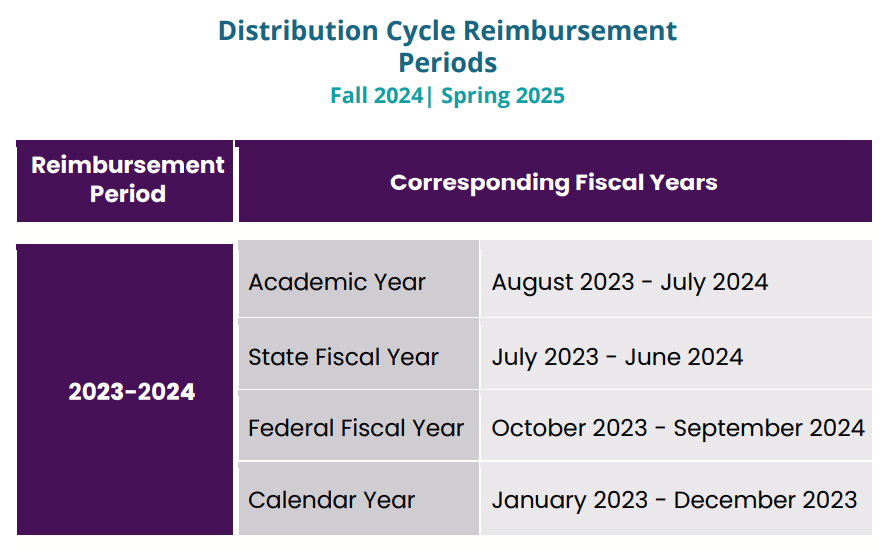 Distribution Cycle Reimbursement
Periods
Fall 2024| Spring 2025
Reimbursement
Period
Corresponding Fiscal Years
2023-2024
Academic Year
August 2023 - July 2024
State Fiscal Year
July 2023 - June 2024
Federal Fiscal Year
October 2023 - September 2024
Calendar Year
January 2023 - December 2023